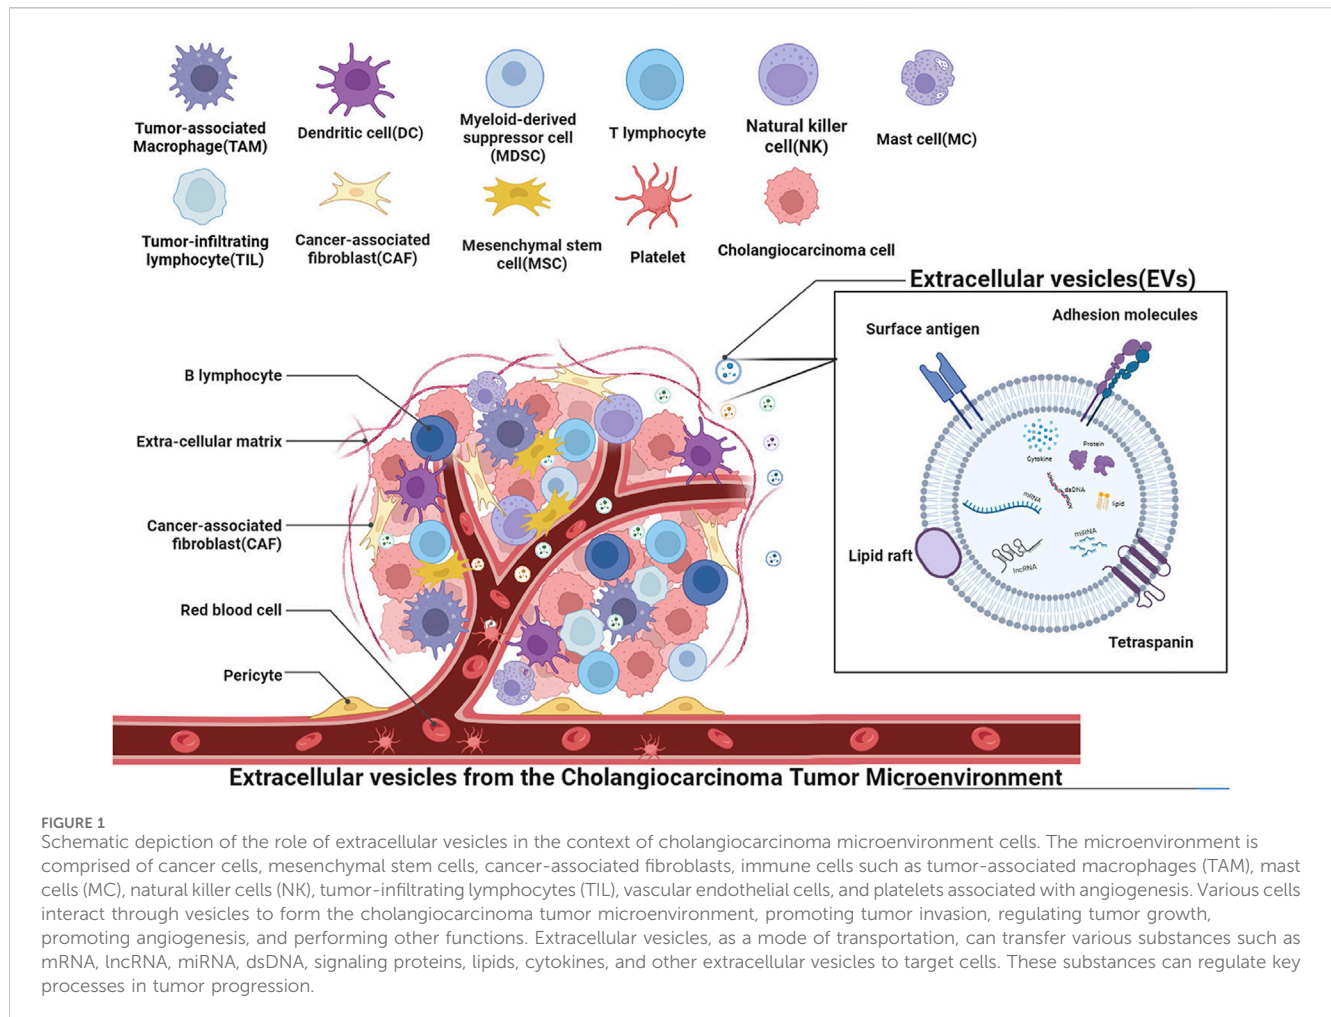 Tumor-associated
Macrophage(TAM)
Dendritic cell(DC)
Myeloid-derived
suppressor cell
(MDSC)
T lymphocyte
Natural killer
cell(NK)
Mast cell(MC)
Tumor-infiltrating
lymphocyte(TIL)
Cancer-associated
fibroblast(CAF)
Mesenchymal stem
cell(MSC)
Platelet
Cholangiocarcinoma cell
Extracellular vesicles(EVs)
Surface antigen
Adhesion molecules
Cytokine
Protein
mRNA
dsDNA
lipid
lncRNA
miRNA
Lipid raft
Tetraspanin
B lymphocyte
Extra-cellular matrix
Cancer-associated
fibroblast(CAF)
Red blood cell
Pericyte
Extracellular vesicles from the Cholangiocarcinoma Tumor Microenvironment
FIGURE 1
Schematic depiction of the role of extracellular vesicles in the context of cholangiocarcinoma microenvironment cells. The microenvironment is
comprised of cancer cells, mesenchymal stem cells, cancer-associated fibroblasts, immune cells such as tumor-associated macrophages (TAM), mast
cells (MC), natural killer cells (NK), tumor-infiltrating lymphocytes (TIL), vascular endothelial cells, and platelets associated with angiogenesis. Various cells
interact through vesicles to form the cholangiocarcinoma tumor microenvironment, promoting tumor invasion, regulating tumor growth,
promoting angiogenesis, and performing other functions. Extracellular vesicles, as a mode of transportation, can transfer various substances such as
mRNA, lncRNA, miRNA, dsDNA, signaling proteins, lipids, cytokines, and other extracellular vesicles to target cells. These substances can regulate key
processes in tumor progression.